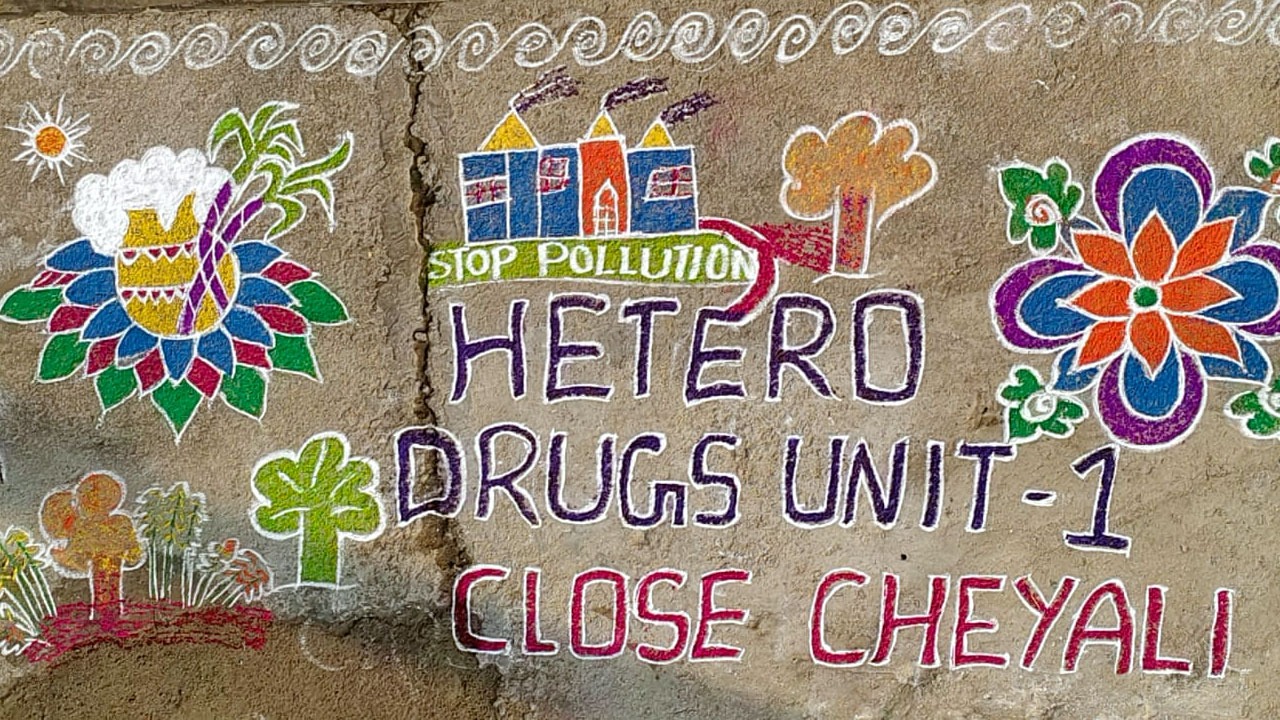 STOP POLLUTION
HETERO
DRUGS UNIT-1
CLOSE CHEYALI